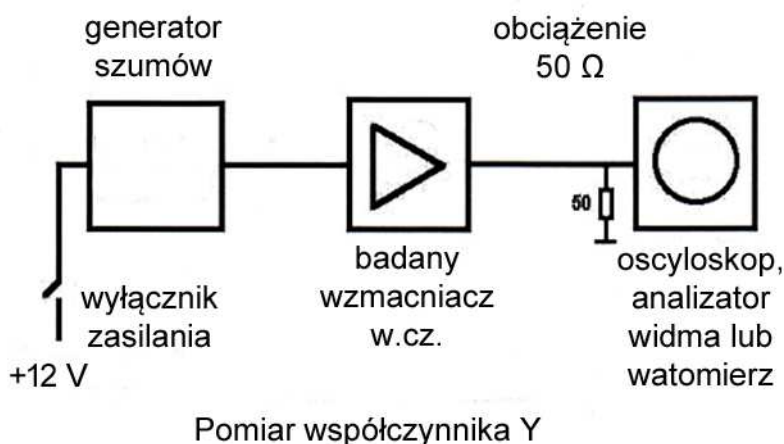 generator
szumów
obciążenie
50 Ω
50
wyłącznik
zasilania
+12 V
badany
wzmacniacz
w.cz.
oscyloskop,
analizator
widma lub
watomierz
Pomiar współczynnika Y